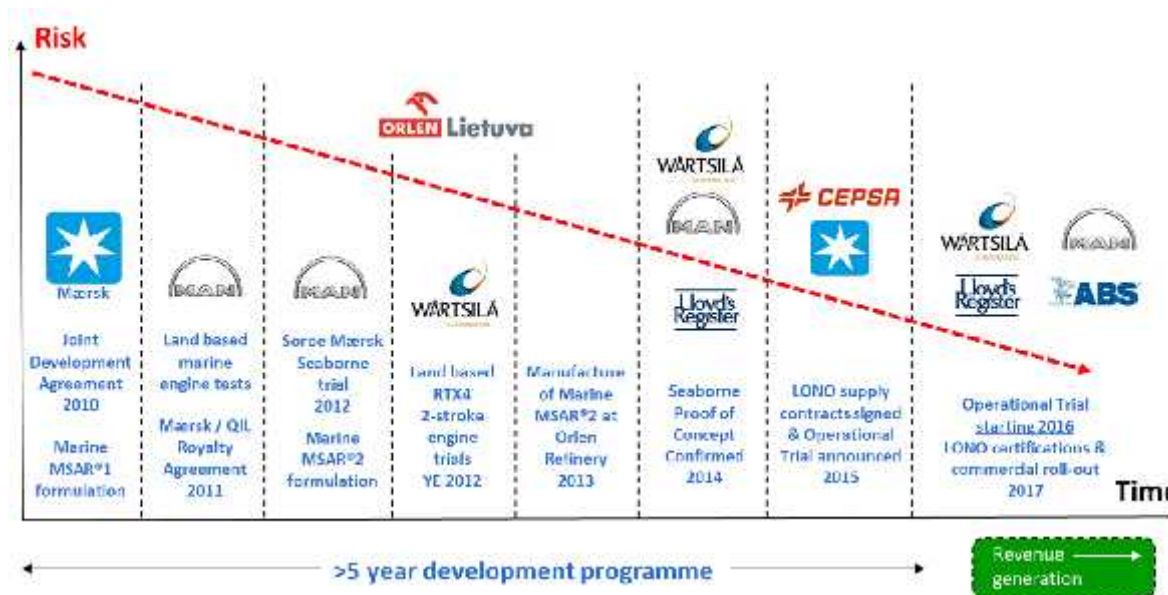 Risk
ORLEN Lietuva
WÄRTSILÄ
MAN
CEPSA
WÄRTSILÄ
MAN
Lloyd's
Register
ABS
Lloyd's
Register
Mærsk
MAN
MAN
WÄRTSILÄ
Joint
Development
Agreement
2010
Marine
MSAR®1
formulation
Land based
marine
engine tests
Mærsk / QIL
Royalty
Agreement
2011
Soroe Mærsk
Seaborne
trial
2012
Marine
MSAR®2
formulation
Land based
RTX4
2-stroke
engine
trials
YE 2012
Manufacture
of Marine
MSAR®2 at
Orlen
Refinery
2013
Seaborne
Proof of
Concept
Confirmed
2014
LONO supply
contracts signed
& Operational
Trial announced
2015
Operational Trial
starting 2016
LONO certifications &
commercial roll-out
2017
Time
>5 year development programme
Revenue
generation